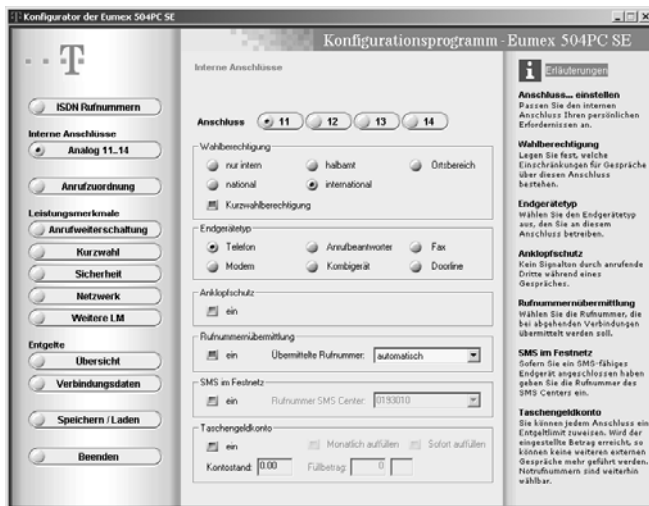 Konfigurator der Eumex 504PC SE
Konfigurationsprogramm - Eumex 504PC SE
T
ISDN Rufnummern
Interne Anschlüsse
Analog 11..14
Anrufzuordnung
Leistungsmerkmale
Anrufweiterschaltung
Kurzwahl
Sicherheit
Netzwerk
Weitere LM
Entgelte
Übersicht
Verbindungsdaten
Speichern / Laden
Beenden
Interne Anschlüsse
Anschluss 11 12 13 14
Wahlberechtigung
nur intern halbamt Ortsbereich
national international
Kurzwahlberechtigung
Endgerätetyp
Telefon Anrufbeantworter Fax
Modem Kombigerät Doorline
Anklopfschutz
ein
Rufnummernübermittlung
ein Übermittelte Rufnummer: automatisch
SMS im Festnetz
ein Rufnummer SMS Center: 0193010
Taschengeldkonto
ein Monatlich auffüllen Sofort auffüllen
Kontostand: 0.00 Füllbetrag: 0
i Erläuterungen
Anschluss... einstellen
Passen Sie den internen
Anschluss Ihren persönlichen
Erfordernissen an.
Wahlberechtigung
Legen Sie fest, welche
Einschränkungen für Gespräche
über diesen Anschluss
bestehen.
Endgerätetyp
Wählen Sie den Endgerätetyp
aus, den Sie an diesem
Anschluss betreiben.
Anklopfschutz
Kein Signalton durch anrufende
Dritte während eines
Gespräches.
Rufnummernübermittlung
Wählen Sie die Rufnummer, die
bei abgehenden Verbindungen
übermittelt werden soll.
SMS im Festnetz
Sofern Sie ein SMS-fähiges
Endgerät angeschlossen haben
geben Sie die Rufnummer des
SMS Centers ein.
Taschengeldkonto
Sie können jedem Anschluss ein
Entgeltlimit zuweisen. Wird der
eingestellte Betrag erreicht, so
können keine weiteren externen
Gespräche mehr geführt werden.
Notrufnummern sind weiterhin
wählbar.